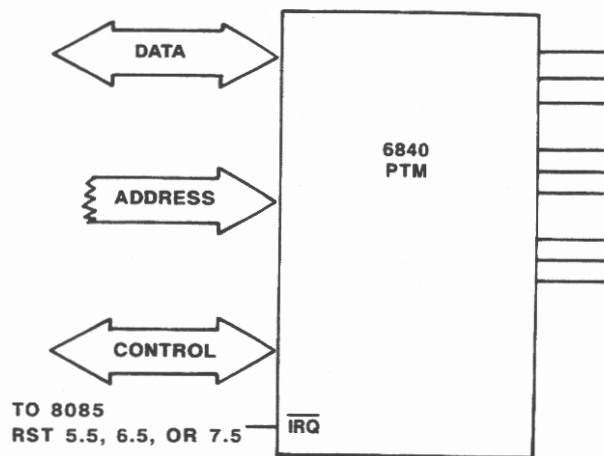 DATA
6840
PTM
ADDRESS
CONTROL
TO 8085
RST 5.5, 6.5, OR 7.5
IRQ